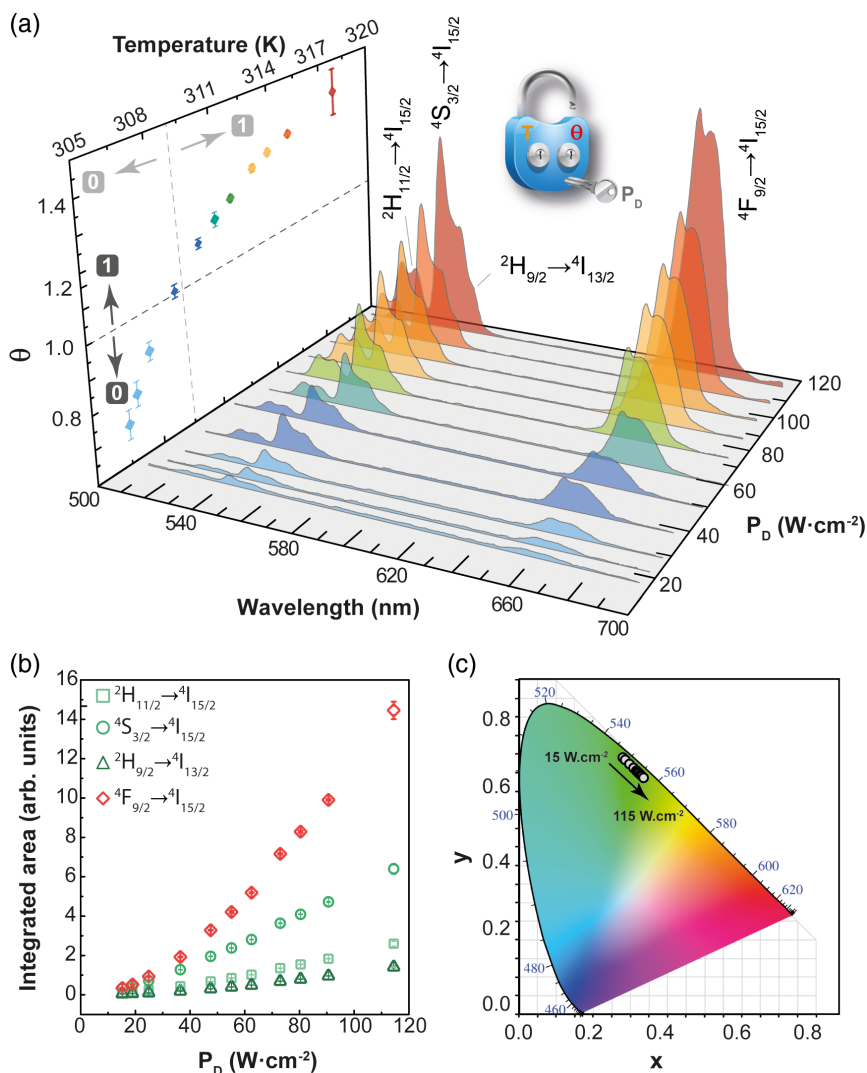 (a)
Temperature (K)
305 308 311 314 317 320
0
1
1
0
θ
1.4
1.2
1.0
0.8
²H₁₁/₂→⁴I₁₅/₂
⁴S₃/₂→⁴I₁₅/₂
²H₉/₂→⁴I₁₃/₂
⁴F₉/₂→⁴I₁₅/₂
T θ
P_D
500 540 580 620 660 700
Wavelength (nm)
20 40 60 80 100 120
P_D (W·cm⁻²)
(b)
Integrated area (arb. units)
16
14
12
10
8
6
4
2
0
²H₁₁/₂→⁴I₁₅/₂
⁴S₃/₂→⁴I₁₅/₂
²H₉/₂→⁴I₁₃/₂
⁴F₉/₂→⁴I₁₅/₂
0 20 40 60 80 100 120
P_D (W·cm⁻²)
(c)
y
0.8
0.6
0.4
0.2
0.0
520
540
560
580
600
620
500
480
460
15 W.cm⁻²
115 W.cm⁻²
0.0 0.2 0.4 0.6 0.8
x